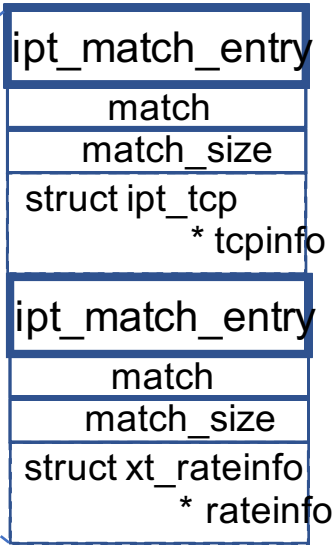 ipt_match_entry
match
match_size
struct ipt_tcp
* tcpinfo
ipt_match_entry
match
match_size
struct xt_rateinfo
* rateinfo